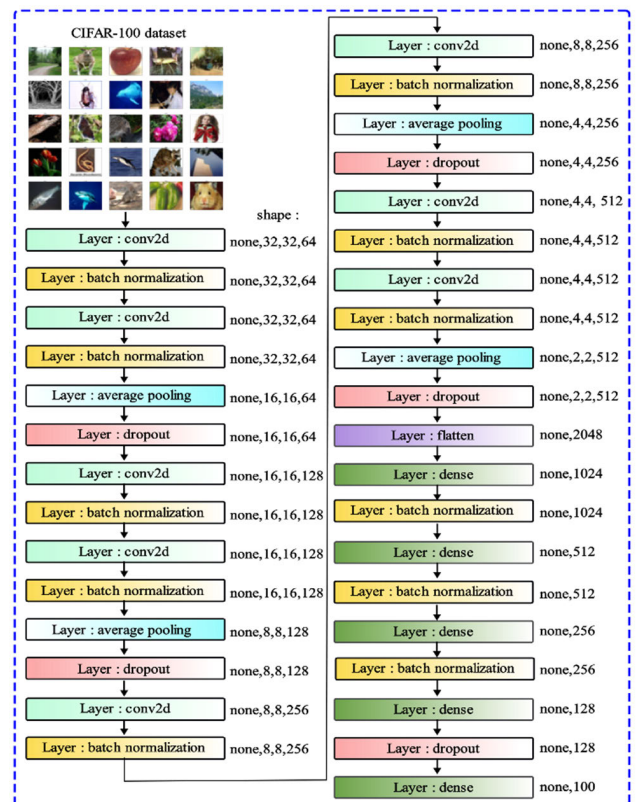 CIFAR-100 dataset
shape :
Layer : conv2d none,32,32,64
Layer : batch normalization none,32,32,64
Layer : conv2d none,32,32,64
Layer : batch normalization none,32,32,64
Layer : average pooling none,16,16,64
Layer : dropout none,16,16,64
Layer : conv2d none,16,16,128
Layer : batch normalization none,16,16,128
Layer : conv2d none,16,16,128
Layer : batch normalization none,16,16,128
Layer : average pooling none,8,8,128
Layer : dropout none,8,8,128
Layer : conv2d none,8,8,256
Layer : batch normalization none,8,8,256
Layer : conv2d none,8,8,256
Layer : batch normalization none,8,8,256
Layer : average pooling none,4,4,256
Layer : dropout none,4,4,256
Layer : conv2d none,4,4, 512
Layer : batch normalization none,4,4,512
Layer : conv2d none,4,4,512
Layer : batch normalization none,4,4,512
Layer : average pooling none,2,2,512
Layer : dropout none,2,2,512
Layer : flatten none,2048
Layer : dense none,1024
Layer : batch normalization none,1024
Layer : dense none,512
Layer : batch normalization none,512
Layer : dense none,256
Layer : batch normalization none,256
Layer : dense none,128
Layer : dropout none,128
Layer : dense none,100